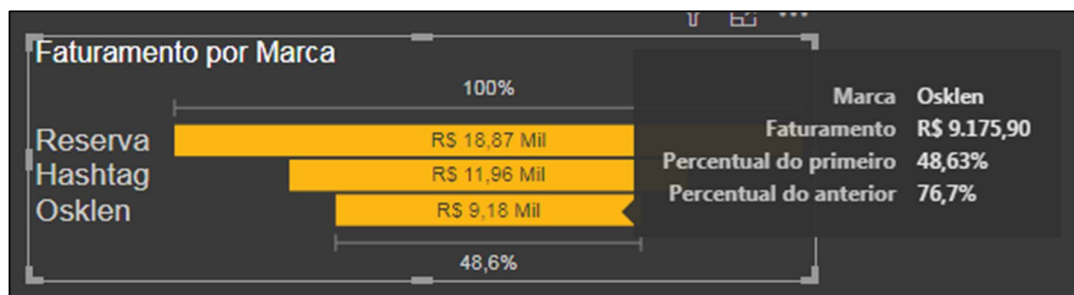 Faturamento por Marca
100%
Reserva R$ 18,87 Mil
Hashtag R$ 11,96 Mil
Osklen R$ 9,18 Mil
48,6%
Marca Osklen
Faturamento R$ 9.175,90
Percentual do primeiro 48,63%
Percentual do anterior 76,7%